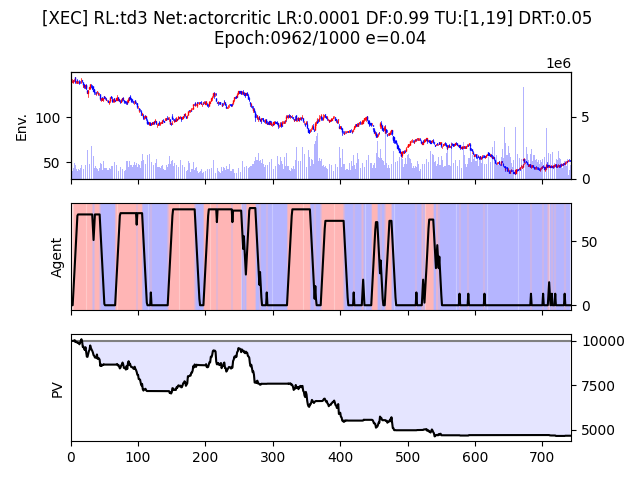 [XEC] RL:td3 Net:actorcritic LR:0.0001 DF:0.99 TU:[1,19] DRT:0.05
Epoch:0962/1000 e=0.04
1e6
Env.
100
50
5
0
Agent
50
0
PV
10000
7500
5000
0 100 200 300 400 500 600 700